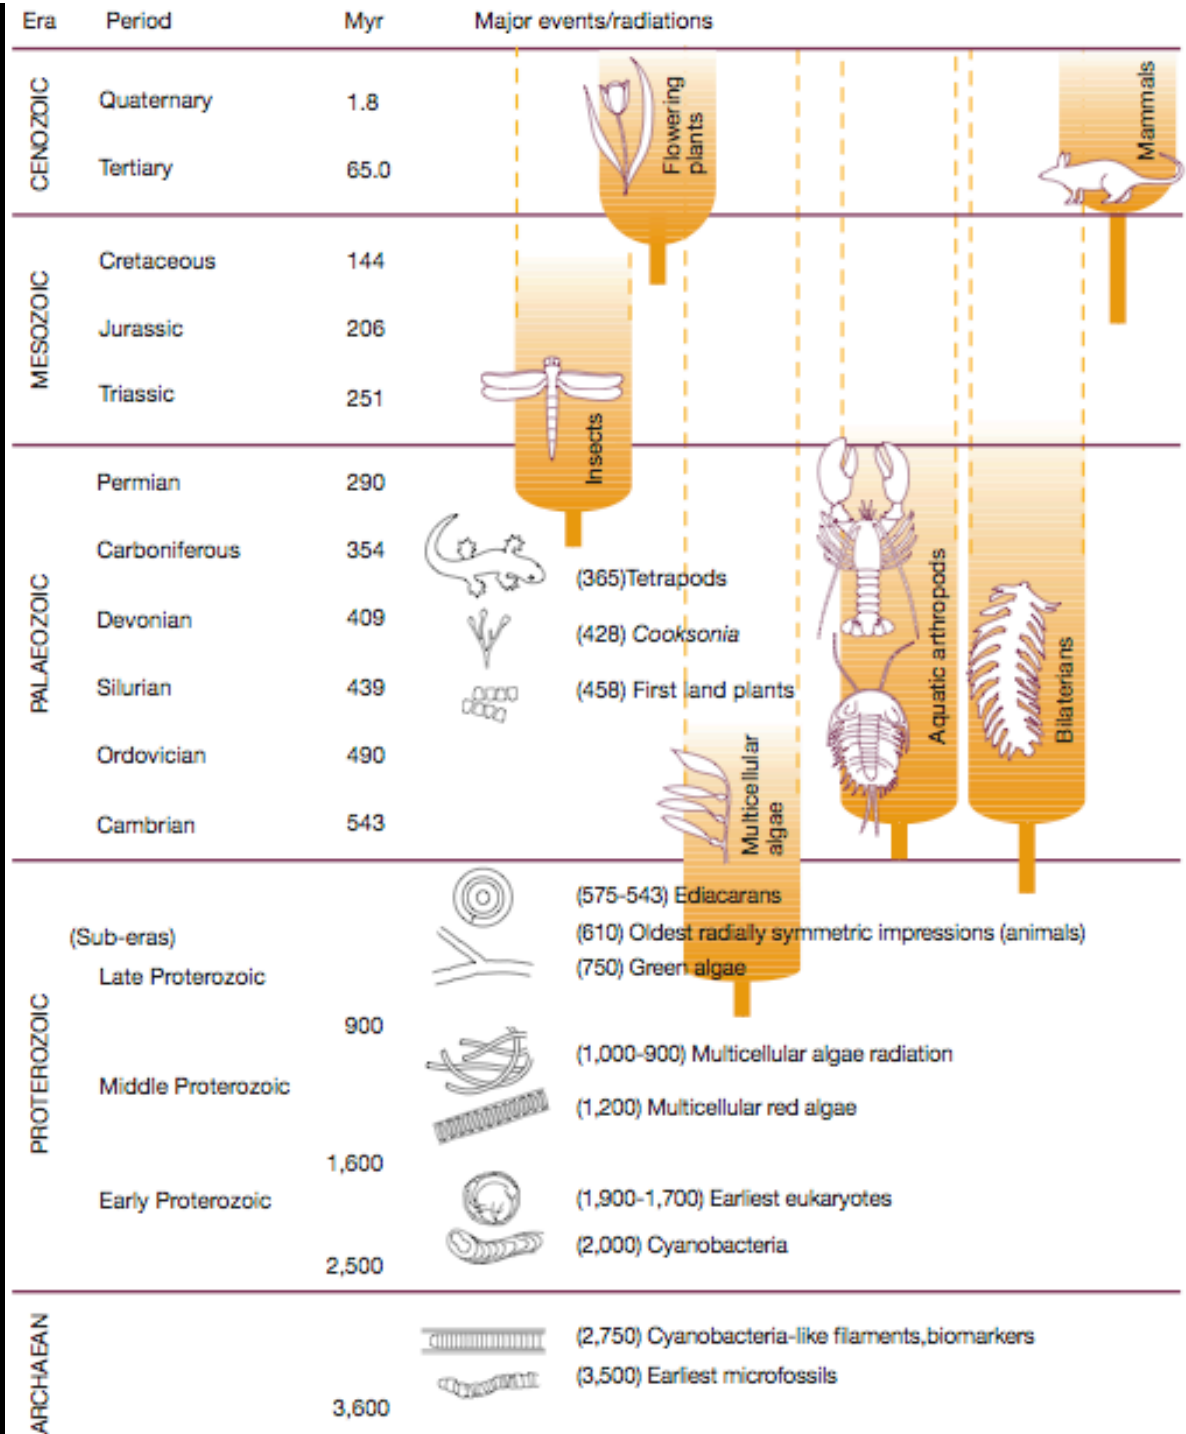 Era Period Myr Major events/radiations
CENOZOIC
Quaternary 1.8
Tertiary 65.0
Flowering
plants
Mammals
MESOZOIC
Cretaceous 144
Jurassic 206
Triassic 251
Insects
PALAEOZOIC
Permian 290
Carboniferous 354
(365)Tetrapods
Devonian 409
(428) Cooksonia
Silurian 439
(458) First land plants
Ordovician 490
Cambrian 543
Multicellular
algae
Aquatic arthropods
Bilaterians
PROTEROZOIC
(575-543) Ediacarans
(Sub-eras)
(610) Oldest radially symmetric impressions (animals)
Late Proterozoic
(750) Green algae
900
(1,000-900) Multicellular algae radiation
Middle Proterozoic
(1,200) Multicellular red algae
1,600
Early Proterozoic
(1,900-1,700) Earliest eukaryotes
(2,000) Cyanobacteria
2,500
ARCHAEAN
(2,750) Cyanobacteria-like filaments,biomarkers
(3,500) Earliest microfossils
3,600